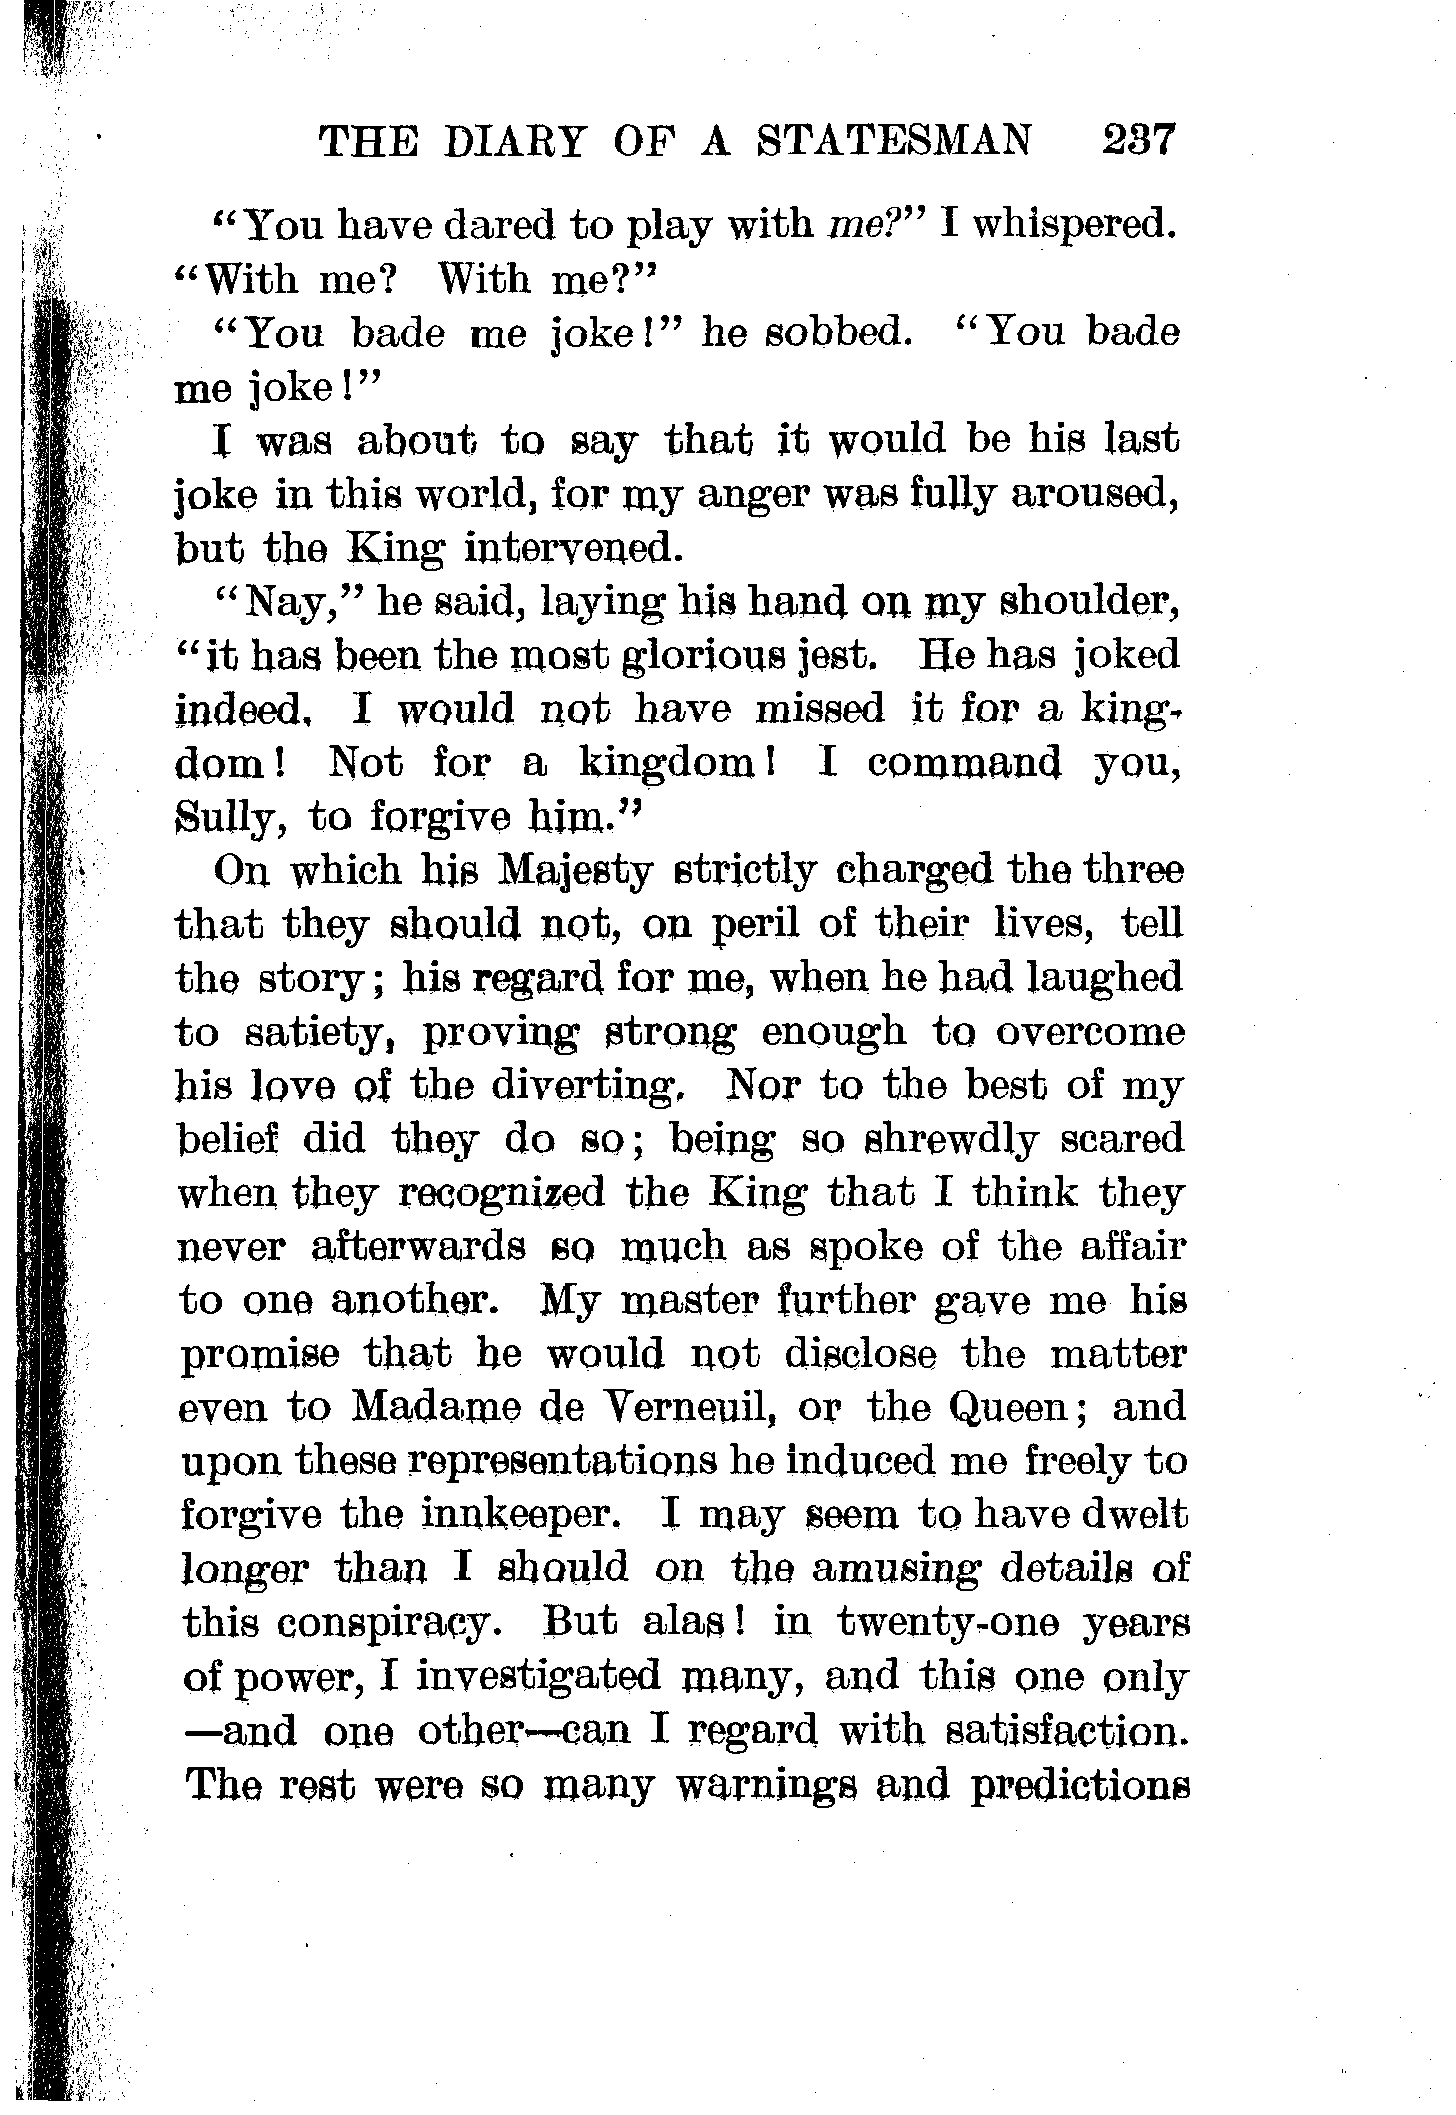 THE DIARY OF A STATESMAN 237
"You have dared to play with me?" I whispered.
"With me? With me?"
"You bade me joke!" he sobbed. "You bade
me joke!"
I was about to say that it would be his last
joke in this world, for my anger was fully aroused,
but the King intervened.
"Nay," he said, laying his hand on my shoulder,
"it has been the most glorious jest. He has joked
indeed. I would not have missed it for a king-
dom! Not for a kingdom! I command you,
Sully, to forgive him."
On which his Majesty strictly charged the three
that they should not, on peril of their lives, tell
the story; his regard for me, when he had laughed
to satiety, proving strong enough to overcome
his love of the diverting. Nor to the best of my
belief did they do so; being so shrewdly scared
when they recognized the King that I think they
never afterwards so much as spoke of the affair
to one another. My master further gave me his
promise that he would not disclose the matter
even to Madame de Verneuil, or the Queen; and
upon these representations he induced me freely to
forgive the innkeeper. I may seem to have dwelt
longer than I should on the amusing details of
this conspiracy. But alas! in twenty-one years
of power, I investigated many, and this one only
—and one other—can I regard with satisfaction.
The rest were so many warnings and predictions